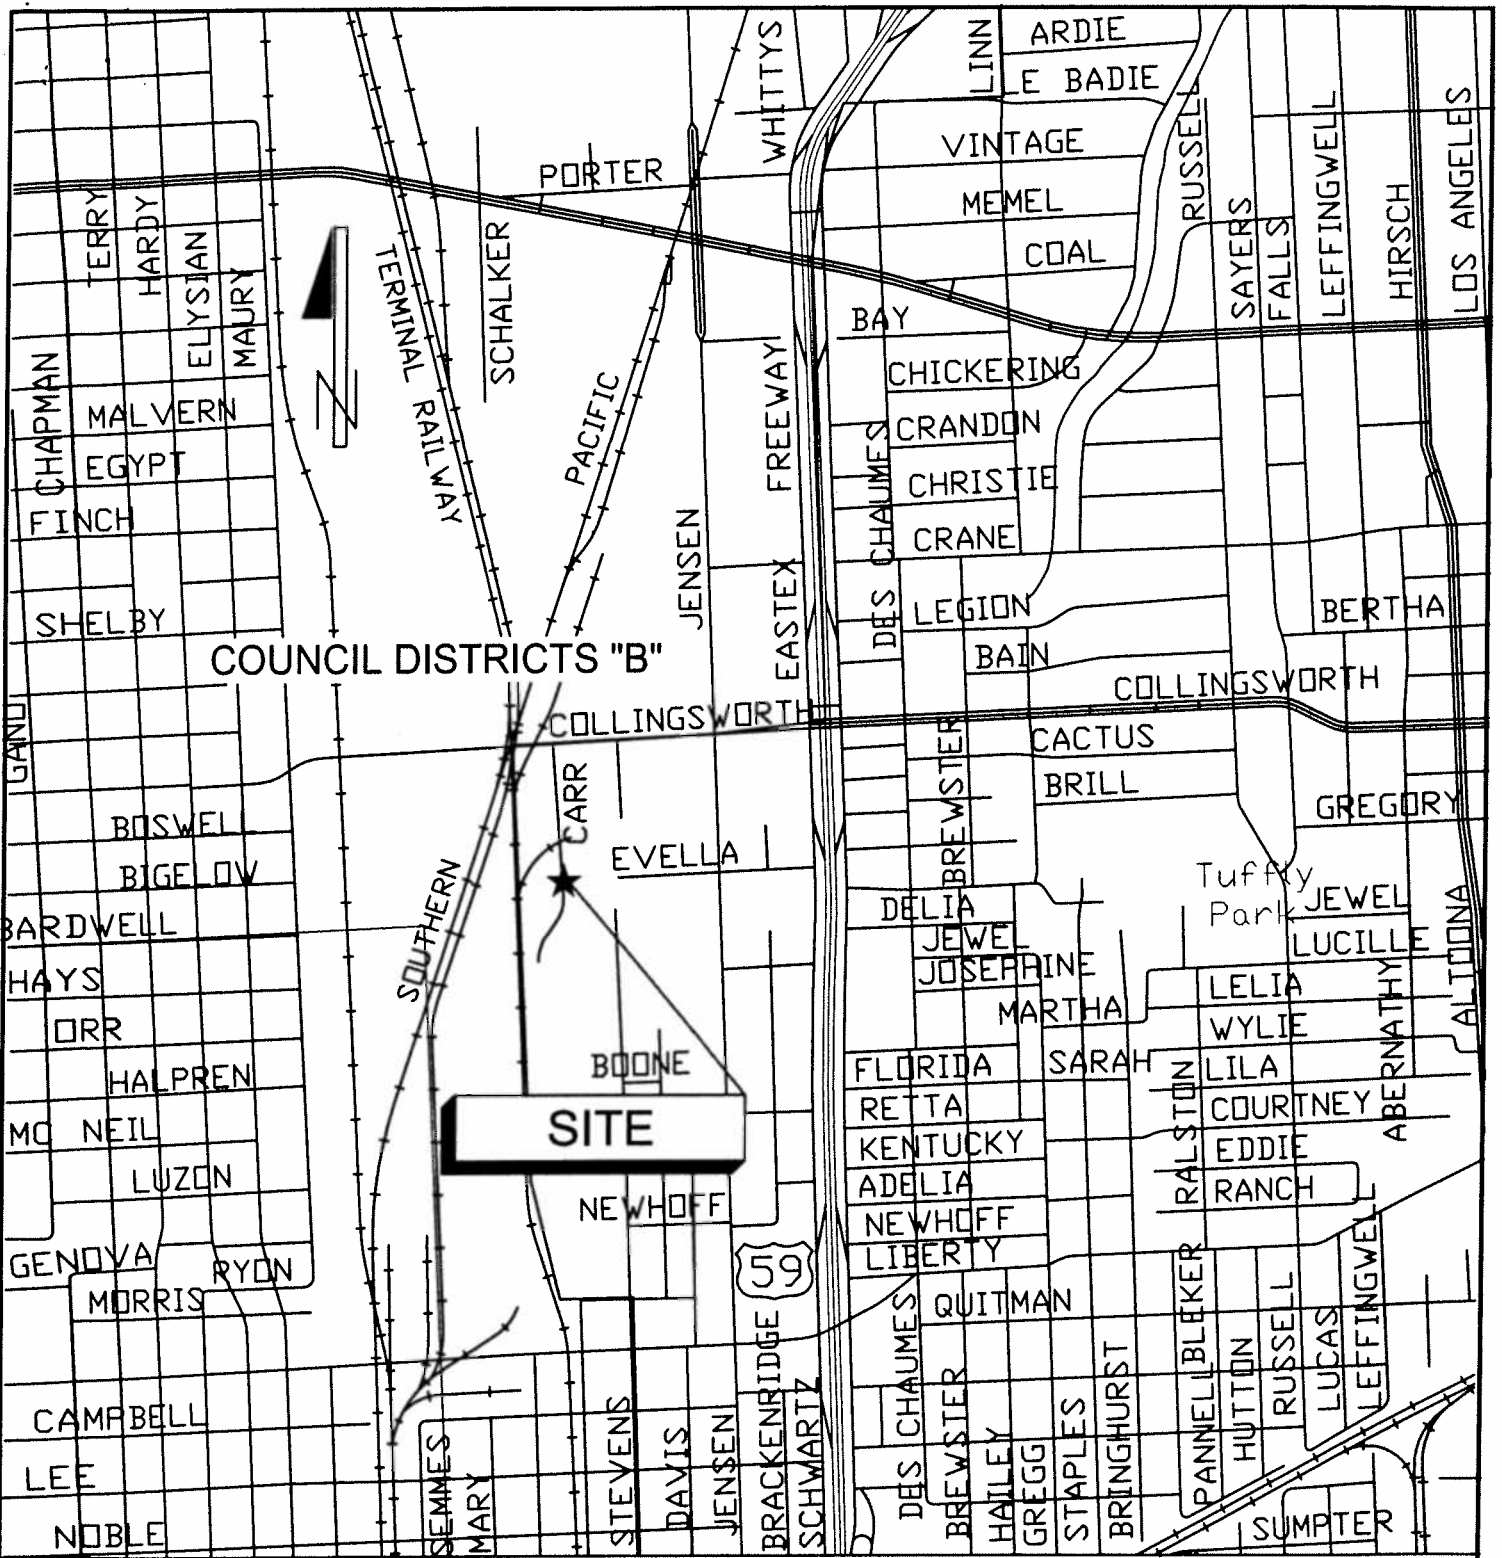 WHITTYS
LINN
ARDIE
LE BADIE
RUSSELL
LEFFINGWELL
LOS ANGELES
VINTAGE
PORTER
MEMEL
HIRSCH
TERRY
HARDY
ELYSIAN
MAURY
TERMINAL RAILWAY
SCHALKER
COAL
SAYERS
FALLS
BAY
CHAPMAN
MALVERN
N
PACIFIC
EASTEX FREEWAY
CHICKERING
CRANDON
EGYPT
CHRISTIE
FINCH
JENSEN
DES CHAUMES
CRANE
SHELBY
LEGION
BERTHA
COUNCIL DISTRICTS "B"
BAIN
COLLINGSWORTH
COLLINGSWORTH
GANO
CARR
BREWSTER
CACTUS
BRILL
BOSWELL
GREGORY
BIGELOW
SOUTHERN
EVELLA
Tuffly
Park
JEWEL
BARDWELL
DELIA
JEWEL
LUCILLE
ALTOONA
HAYS
JOSEPHINE
LELIA
ORR
MARTHA
WYLIE
ABERNATHY
HALPREN
BOONE
FLORIDA
SARAH
LILA
RALSTON
RETTA
COURTNEY
MC NEIL
SITE
KENTUCKY
EDDIE
LUZON
ADELIA
RANCH
NEWHOFF
NEWHOFF
LEFFINGWELL
GENOVA
RYON
59
LIBERTY
MORRIS
QUITMAN
BLEKER
RUSSELL
LUCAS
CAMPBELL
STEVENS
DAVIS
JENSEN
BRACKENRIDGE
SCHWARTZ
DES CHAUMES
BREWSTER
HAILEY
GREGG
STAPLES
BRINGHURST
PANNELL
HUTTON
LEE
SEMMES
MARY
NOBLE
SUMPTER